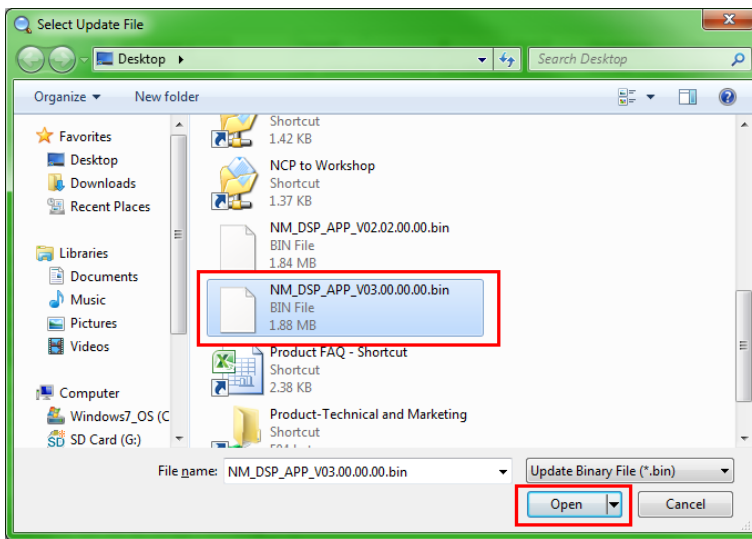 Select Update File
Desktop
Search Desktop
Organize
New folder
Favorites
Desktop
Downloads
Recent Places
Libraries
Documents
Music
Pictures
Videos
Computer
Windows7_OS (C
SD Card (G:)
Shortcut
1.42 KB
NCP to Workshop
Shortcut
1.37 KB
NM_DSP_APP_V02.02.00.00.bin
BIN File
1.84 MB
NM_DSP_APP_V03.00.00.00.bin
BIN File
1.88 MB
Product FAQ - Shortcut
Shortcut
2.38 KB
Product-Technical and Marketing
Shortcut
File name: NM_DSP_APP_V03.00.00.00.bin
Update Binary File (*.bin)
Open
Cancel